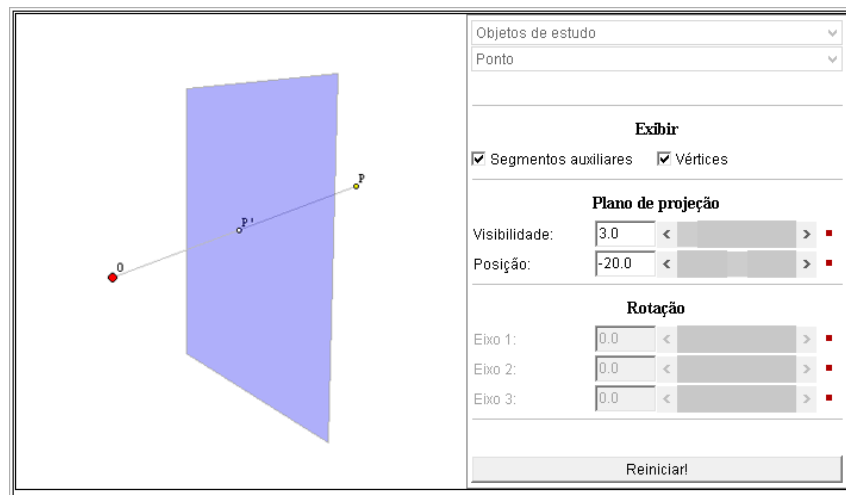 Objetos de estudo
Ponto
Exibir
Segmentos auxiliares Vértices
Plano de projeção
Visibilidade: 3.0
Posição: -20.0
Rotação
Eixo 1: 0.0
Eixo 2: 0.0
Eixo 3: 0.0
Reiniciar!
P
P'
O